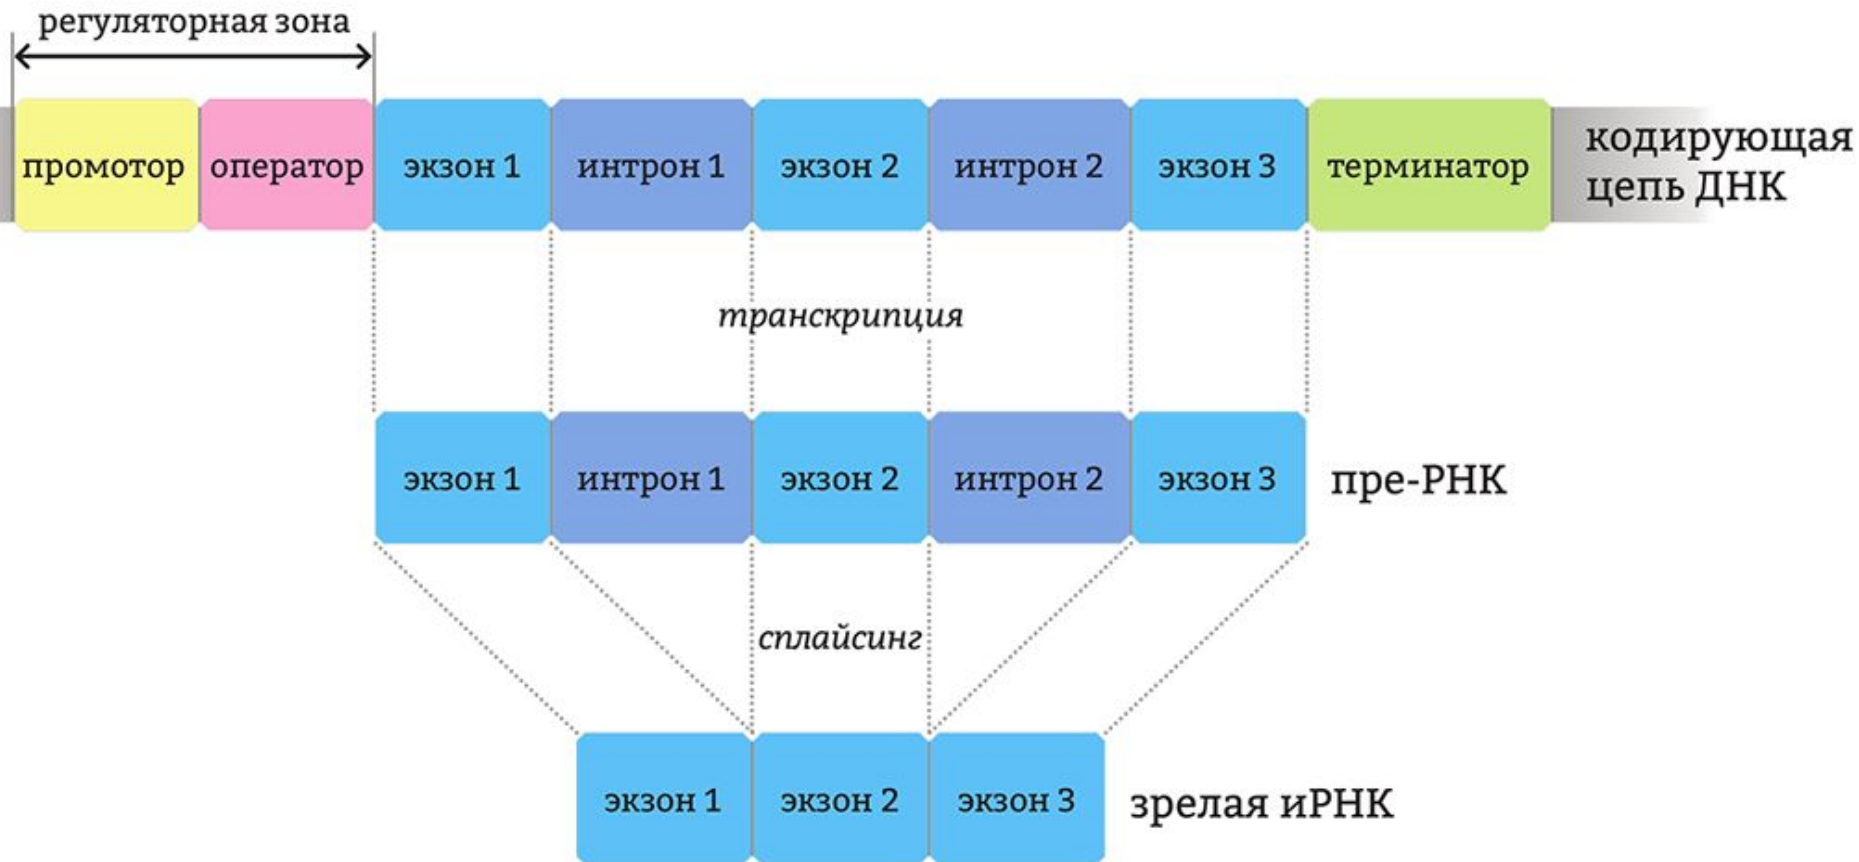 регуляторная зона
промотор оператор экзон 1 интрон 1 экзон 2 интрон 2 экзон 3 терминатор
кодирующая
цепь ДНК
транскрипция
экзон 1 интрон 1 экзон 2 интрон 2 экзон 3 пре-РНК
сплайсинг
экзон 1 экзон 2 экзон 3 зрелая иРНК